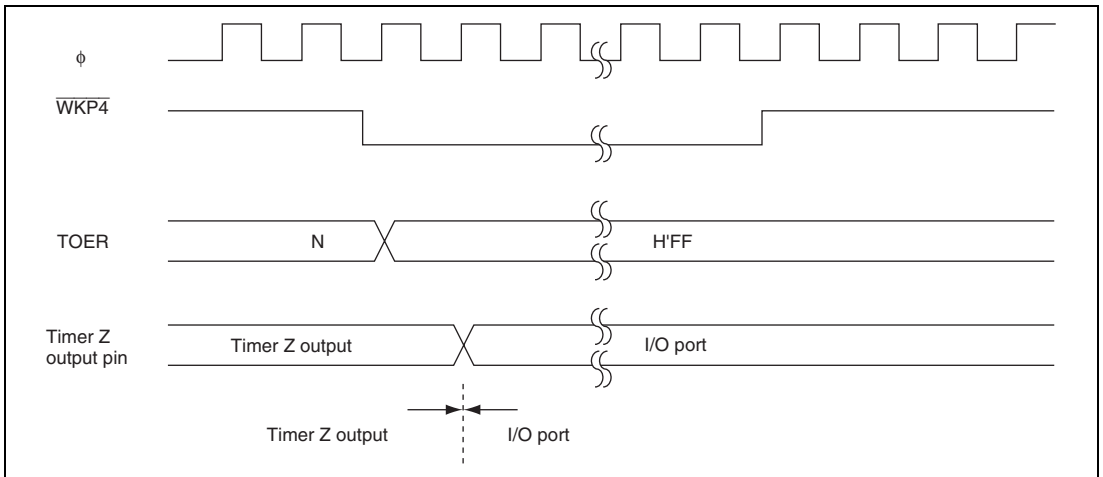 ϕ
WKP4
TOER
N
H'FF
Timer Z
output pin
Timer Z output
I/O port
Timer Z output
I/O port